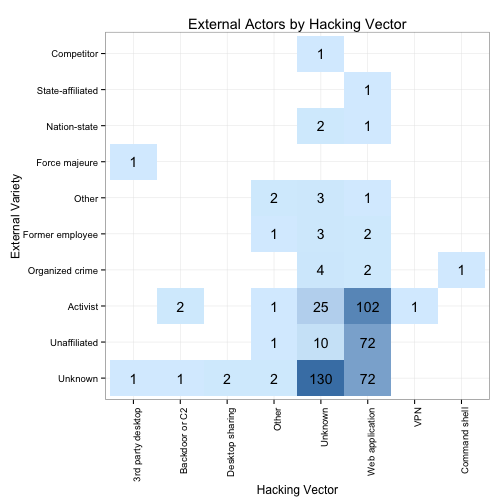 External Actors by Hacking Vector
External Variety
Competitor 1
State-affiliated 1
Nation-state 2 1
Force majeure 1
Other 2 3 1
Former employee 1 3 2
Organized crime 4 2 1
Activist 2 1 25 102 1
Unaffiliated 1 10 72
Unknown 1 1 2 2 130 72
3rd party desktop
Backdoor or C2
Desktop sharing
Other
Unknown
Web application
VPN
Command shell
Hacking Vector